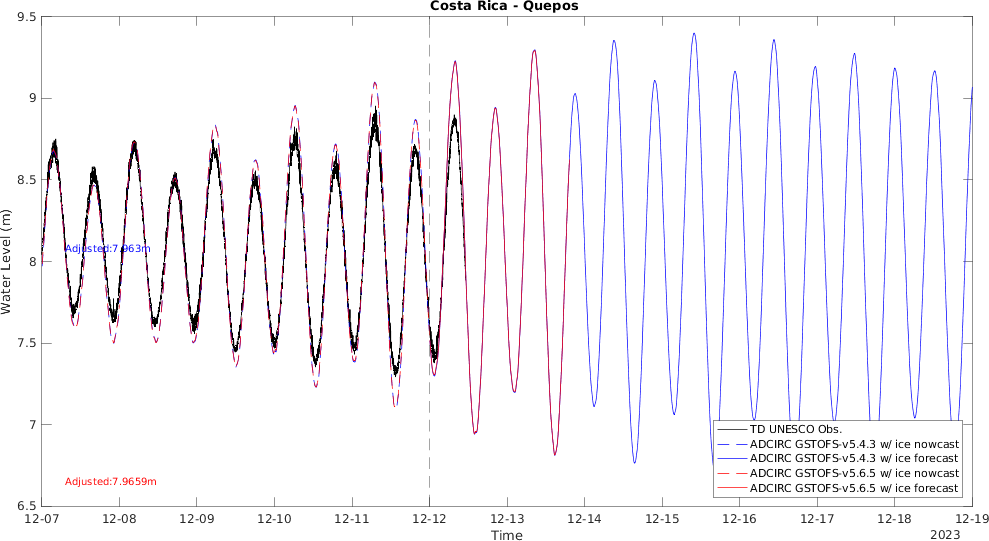 Costa Rica - Quepos
9.5
9
8.5
8
7.5
7
6.5
Water Level (m)
Adjusted:7.963m
Adjusted:7.9659m
TD UNESCO Obs.
ADCIRC GSTOFS-v5.4.3 w/ ice nowcast
ADCIRC GSTOFS-v5.4.3 w/ ice forecast
ADCIRC GSTOFS-v5.6.5 w/ ice nowcast
ADCIRC GSTOFS-v5.6.5 w/ ice forecast
12-07 12-08 12-09 12-10 12-11 12-12 12-13 12-14 12-15 12-16 12-17 12-18 12-19
Time
2023